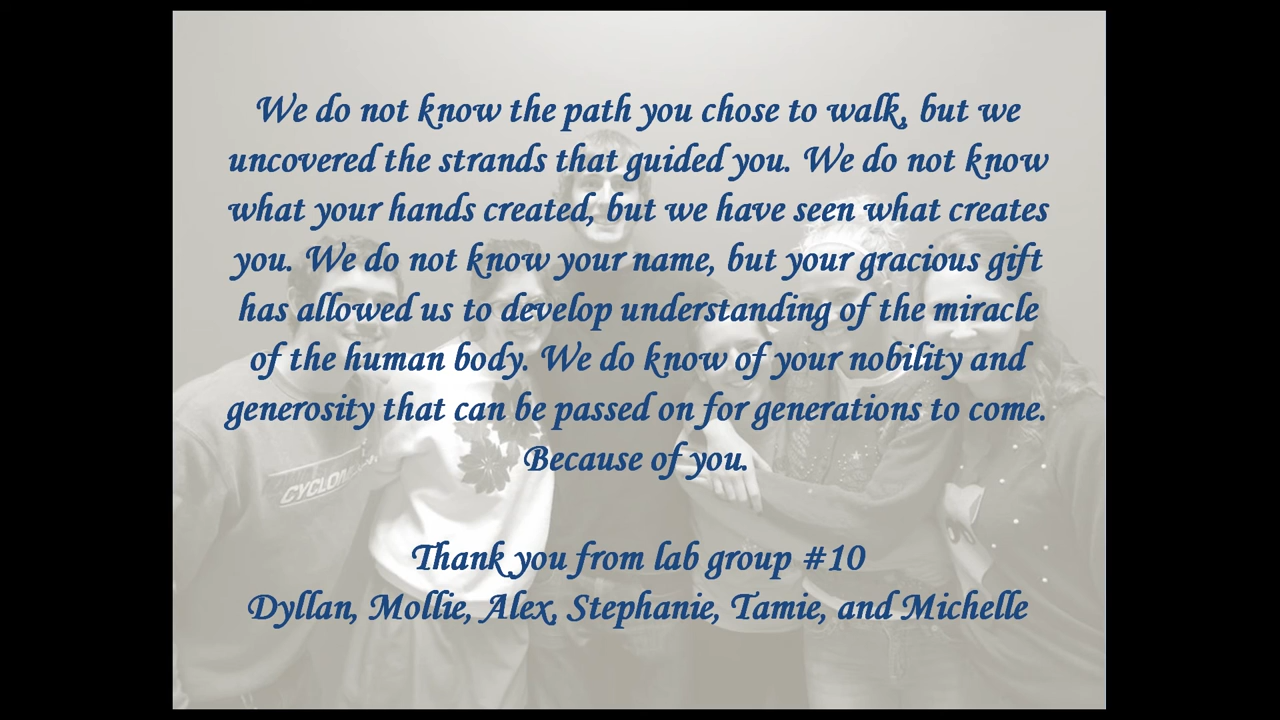 We do not know the path you chose to walk, but we
uncovered the strands that guided you. We do not know
what your hands created, but we have seen what creates
you. We do not know your name, but your gracious gift
has allowed us to develop understanding of the miracle
of the human body. We do know of your nobility and
generosity that can be passed on for generations to come.
Because of you.
Thank you from lab group #10
Dyllan, Mollie, Alex, Stephanie, Tamie, and Michelle